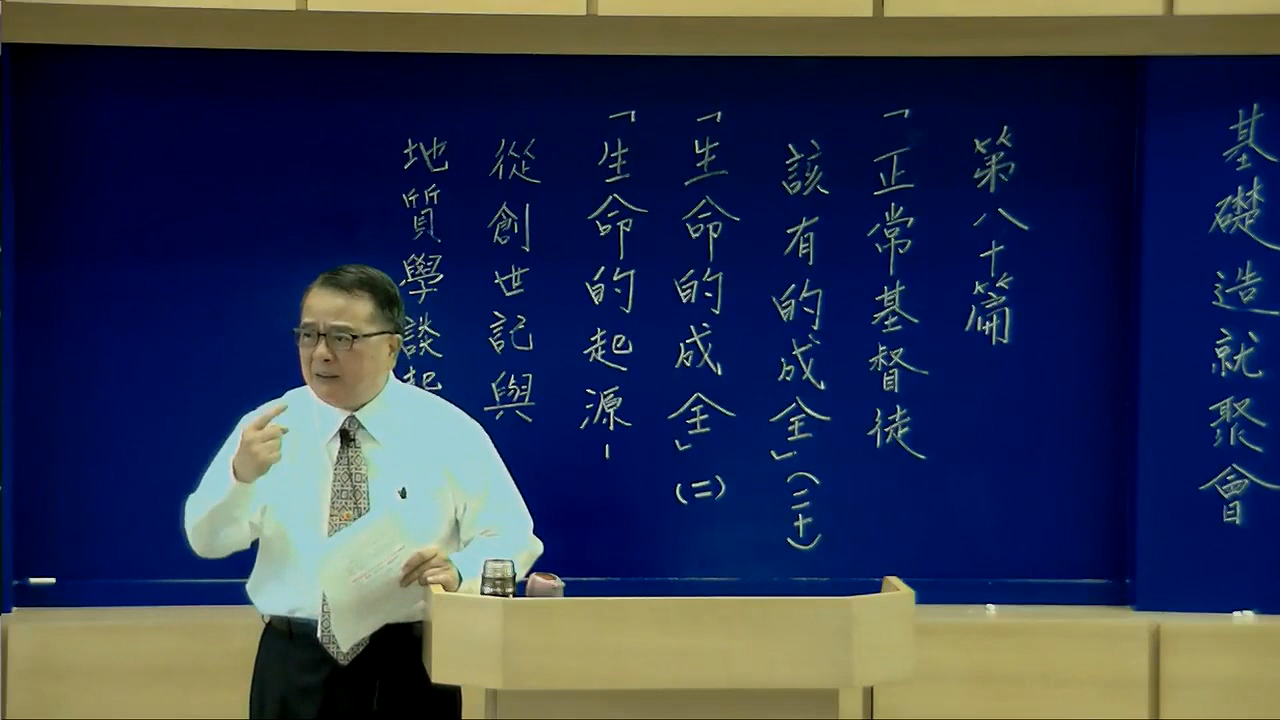 基礎造就聚會
第八十篇
「正常基督徒
該有的成全」(二十)
「生命的成全」(二)
「生命的起源–
從創世記與
地質學談起